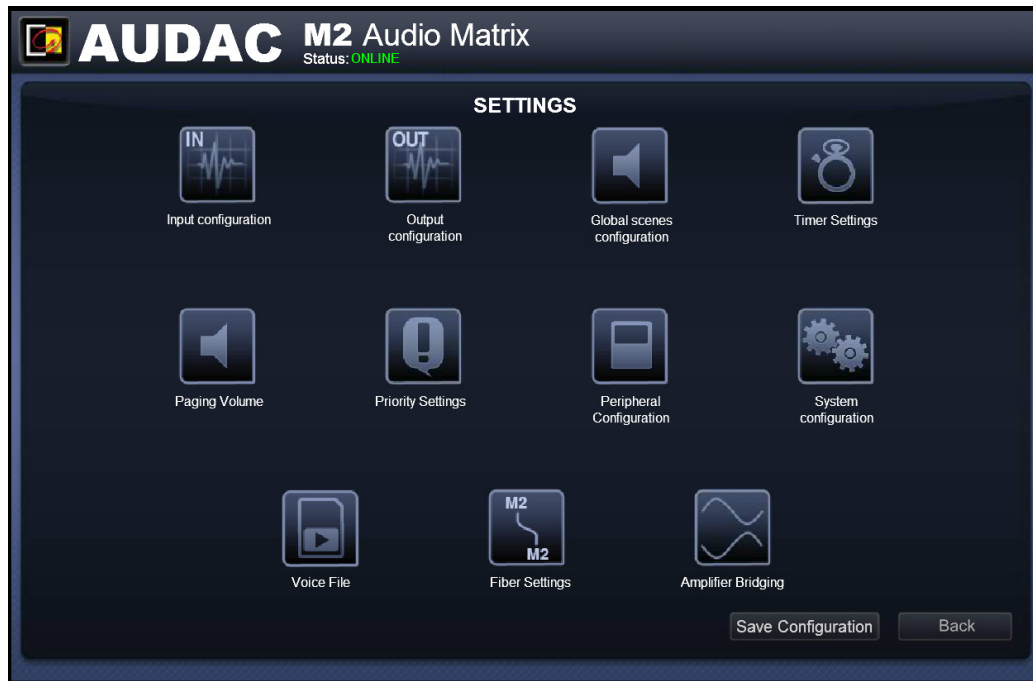 AUDAC M2 Audio Matrix
Status: ONLINE
SETTINGS
IN
OUT
Input configuration
Output
configuration
Global scenes
configuration
Timer Settings
Paging Volume
Priority Settings
Peripheral
Configuration
System
configuration
M2
M2
Voice File
Fiber Settings
Amplifier Bridging
Save Configuration
Back